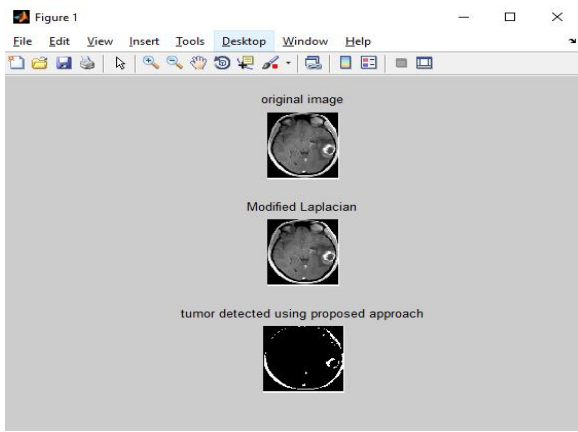 Figure 1
File Edit View Insert Tools Desktop Window Help
original image
Modified Laplacian
tumor detected using proposed approach